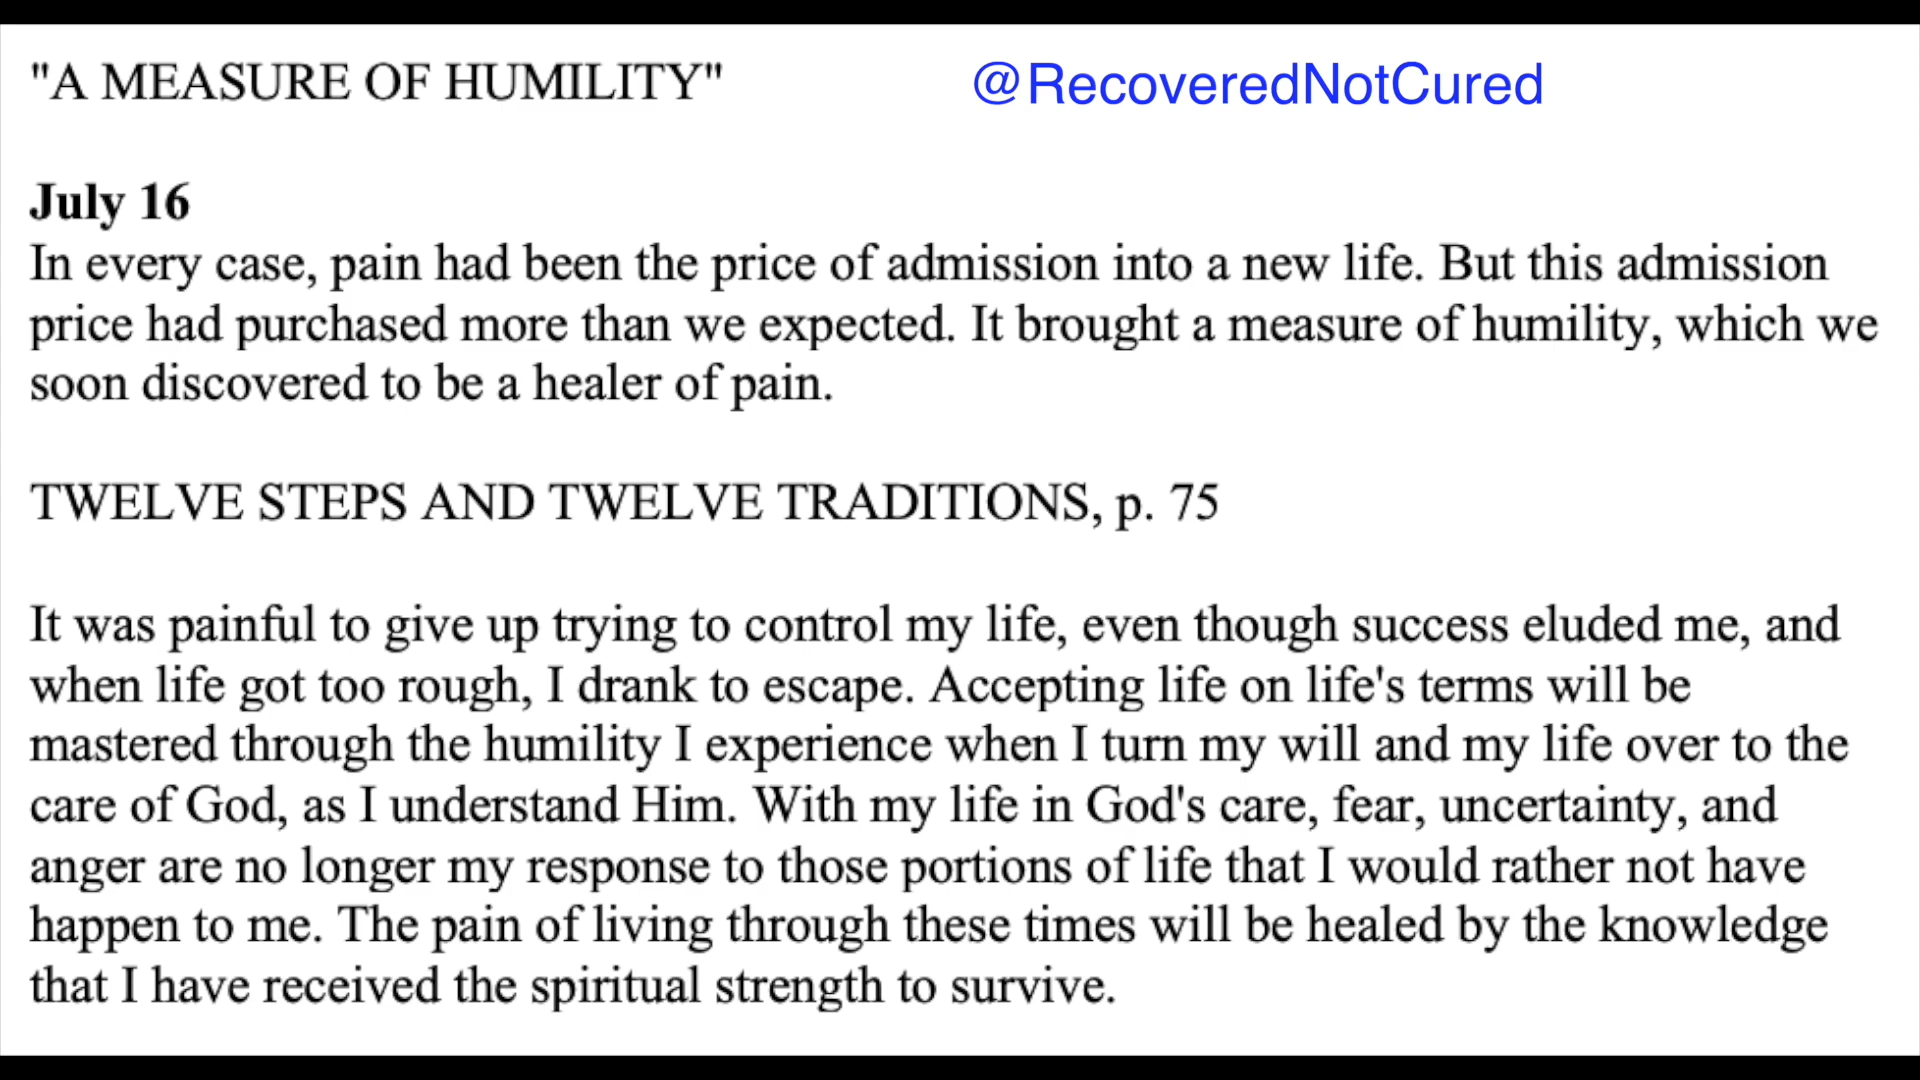 "A MEASURE OF HUMILITY"
@RecoveredNotCured
July 16
In every case, pain had been the price of admission into a new life. But this admission
price had purchased more than we expected. It brought a measure of humility, which we
soon discovered to be a healer of pain.
TWELVE STEPS AND TWELVE TRADITIONS, p. 75
It was painful to give up trying to control my life, even though success eluded me, and
when life got too rough, I drank to escape. Accepting life on life's terms will be
mastered through the humility I experience when I turn my will and my life over to the
care of God, as I understand Him. With my life in God's care, fear, uncertainty, and
anger are no longer my response to those portions of life that I would rather not have
happen to me. The pain of living through these times will be healed by the knowledge
that I have received the spiritual strength to survive.